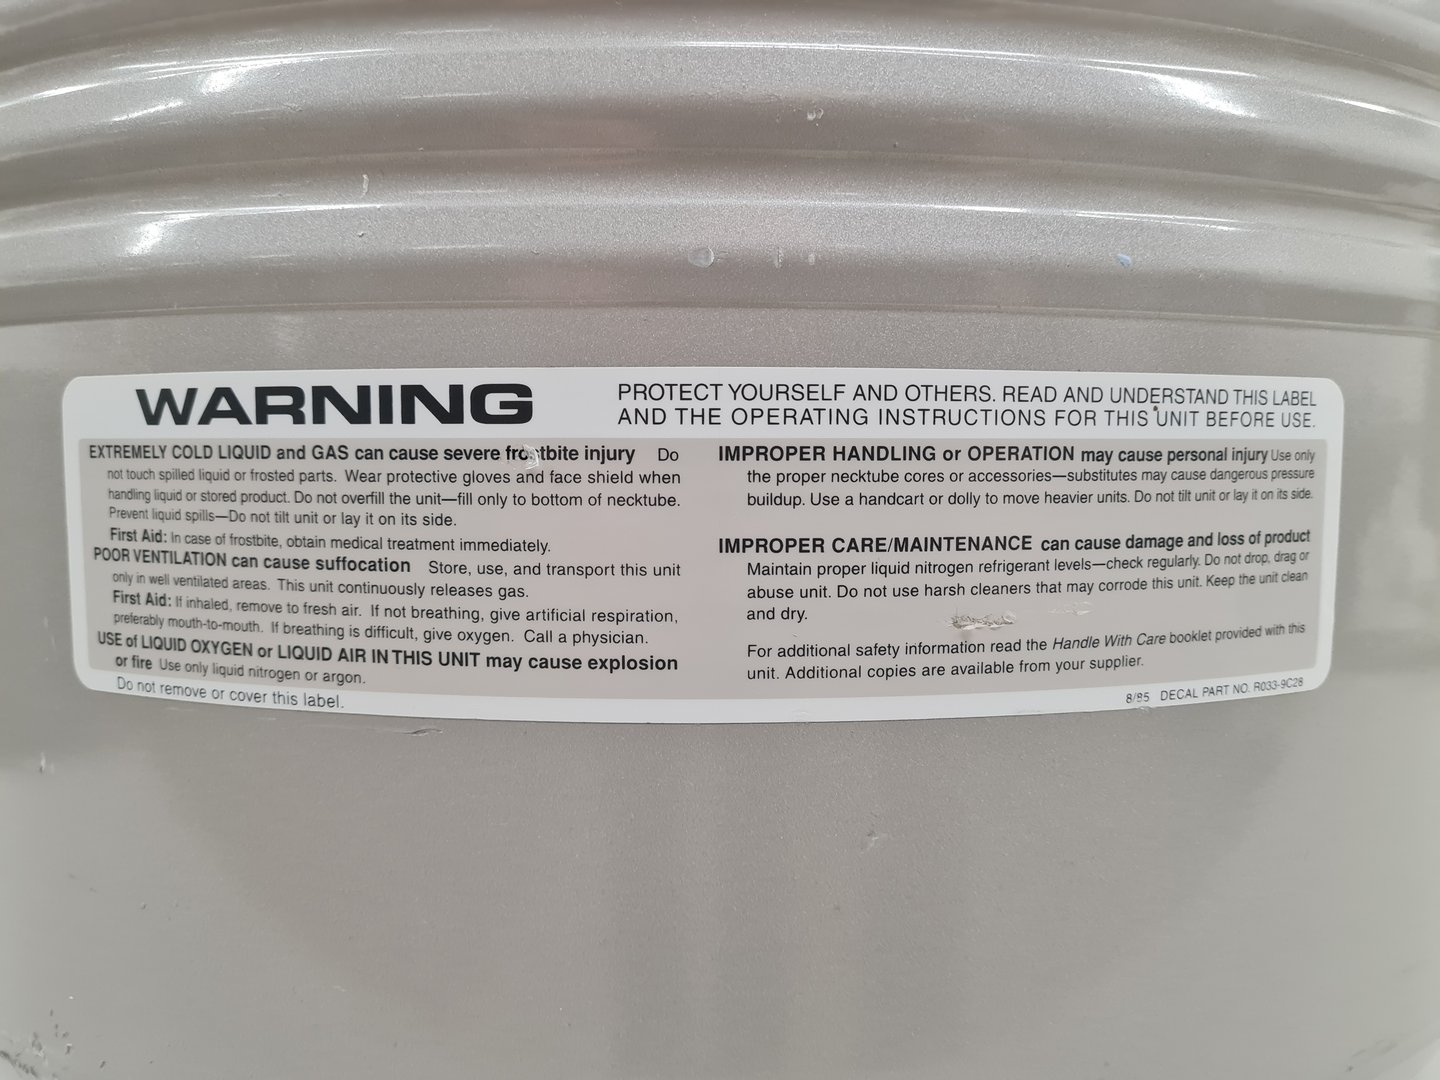 WARNING
PROTECT YOURSELF AND OTHERS. READ AND UNDERSTAND THIS LABEL
AND THE OPERATING INSTRUCTIONS FOR THIS UNIT BEFORE USE.
EXTREMELY COLD LIQUID and GAS can cause severe frostbite injury Do
not touch spilled liquid or frosted parts. Wear protective gloves and face shield when
handling liquid or stored product. Do not overfill the unit—fill only to bottom of necktube.
Prevent liquid spills—Do not tilt unit or lay it on its side.
First Aid: In case of frostbite, obtain medical treatment immediately.
POOR VENTILATION can cause suffocation Store, use, and transport this unit
only in well ventilated areas. This unit continuously releases gas.
First Aid: If inhaled, remove to fresh air. If not breathing, give artificial respiration,
preferably mouth-to-mouth. If breathing is difficult, give oxygen. Call a physician.
USE of LIQUID OXYGEN or LIQUID AIR IN THIS UNIT may cause explosion
or fire Use only liquid nitrogen or argon.
Do not remove or cover this label.
IMPROPER HANDLING or OPERATION may cause personal injury Use only
the proper necktube cores or accessories—substitutes may cause dangerous pressure
buildup. Use a handcart or dolly to move heavier units. Do not tilt unit or lay it on its side.
IMPROPER CARE/MAINTENANCE can cause damage and loss of product
Maintain proper liquid nitrogen refrigerant levels—check regularly. Do not drop, drag or
abuse unit. Do not use harsh cleaners that may corrode this unit. Keep the unit clean
and dry.
For additional safety information read the Handle With Care booklet provided with this
unit. Additional copies are available from your supplier.
8/85 DECAL PART NO. R033-9C28